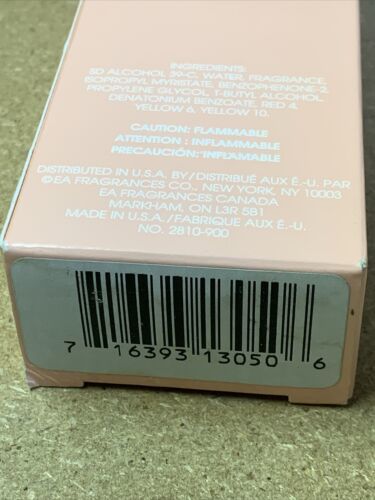 INGREDIENTS:
SD ALCOHOL 39-C, WATER, FRAGRANCE,
ISOPROPYL MYRISTATE, BENZOPHENONE-2,
PROPYLENE GLYCOL, T-BUTYL ALCOHOL,
DENATONIUM BENZOATE, RED 4,
YELLOW 6, YELLOW 10.
CAUTION: FLAMMABLE
ATTENTION : INFLAMMABLE
PRECAUCIÓN: INFLAMABLE
DISTRIBUTED IN U.S.A. BY/DISTRIBUÉ AUX É.-U. PAR
©EA FRAGRANCES CO., NEW YORK, NY 10003
EA FRAGRANCES CANADA
MARKHAM, ON L3R 5B1
MADE IN U.S.A./FABRIQUE AUX É.-U.
NO. 2810-900
7 16393 13050 6